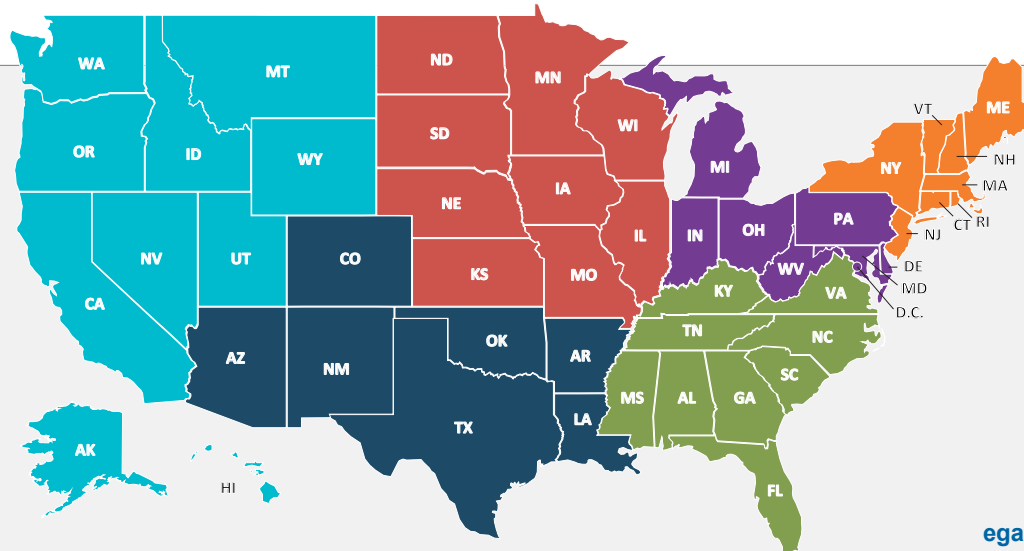 WA
MT
ND
MN
ME
VT
OR
ID
WY
SD
WI
MI
NY
NH
MA
NE
IA
CT
RI
NV
UT
CO
KS
MO
IL
IN
OH
PA
NJ
WV
DE
MD
D.C.
CA
KY
VA
AZ
NM
OK
AR
TN
NC
SC
MS
AL
GA
TX
LA
AK
HI
FL
ega